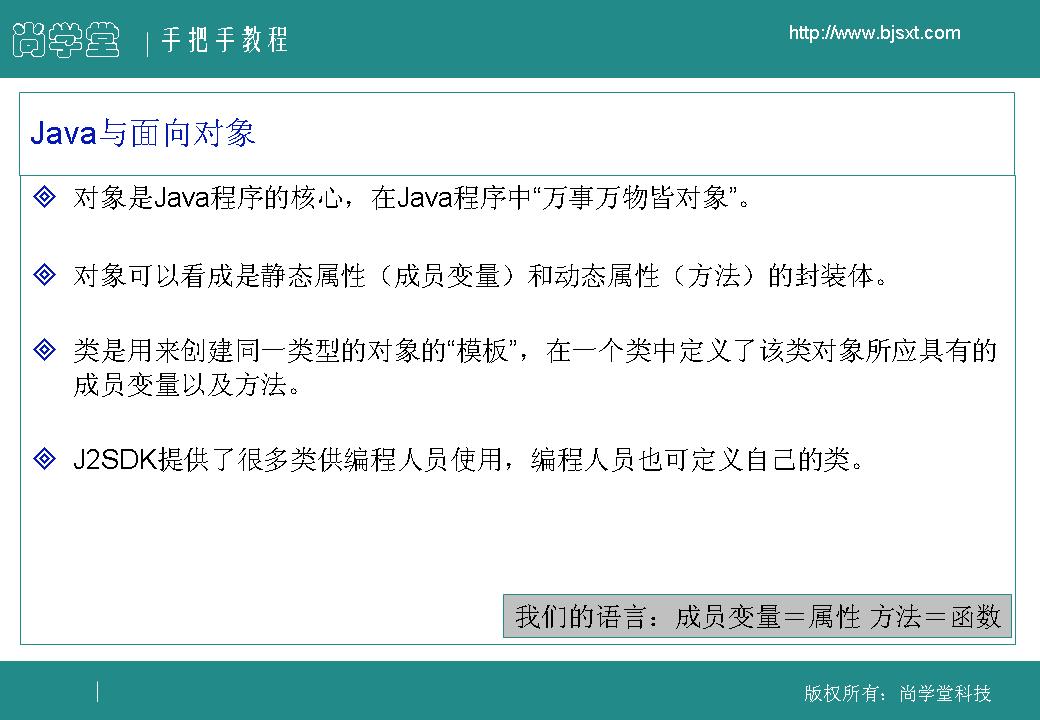 尚学堂 | 手把手教程
http://www.bjsxt.com
Java与面向对象
对象是Java程序的核心，在Java程序中“万事万物皆对象”。
对象可以看成是静态属性（成员变量）和动态属性（方法）的封装体。
类是用来创建同一类型的对象的“模板”，在一个类中定义了该类对象所应具有的
成员变量以及方法。
J2SDK提供了很多类供编程人员使用，编程人员也可定义自己的类。
我们的语言：成员变量＝属性 方法＝函数
版权所有：尚学堂科技